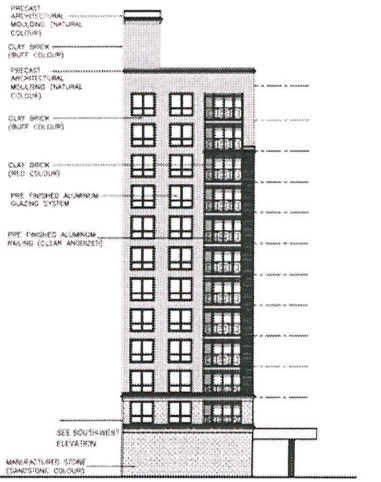 PRECAST
ARCHITECTURAL
MOULDING (NATURAL
COLOUR)
CLAY BRICK
(BUFF COLOUR)
PRECAST
ARCHITECTURAL
MOULDING (NATURAL
COLOUR)
CLAY BRICK
(BUFF COLOUR)
CLAY BRICK
(RED COLOUR)
PRE FINISHED ALUMINUM
GLAZING SYSTEM
PRE FINISHED ALUMINUM
RAILING (CLEAR ANODIZED)
SEE SOUTH-WEST
ELEVATION
MANUFACTURED STONE
(SANDSTONE COLOUR)